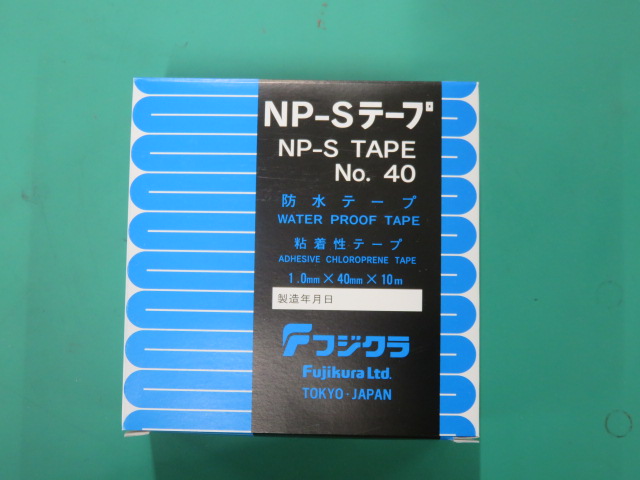 NP-Sテープ
NP-S TAPE
No. 40
防水テープ
WATER PROOF TAPE
粘着性テープ
ADHESIVE CHLOROPRENE TAPE
1.0mm×40mm×10m
製造年月日
フジクラ
Fujikura Ltd.
TOKYO・JAPAN